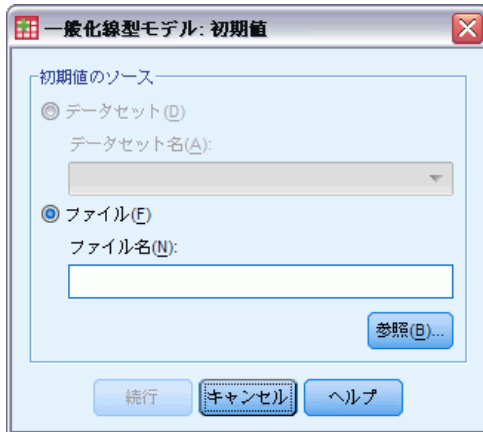 一般化線型モデル: 初期値
初期値のソース
データセット(D)
データセット名(A):
ファイル(F)
ファイル名(N):
参照(B)...
続行
キャンセル
ヘルプ